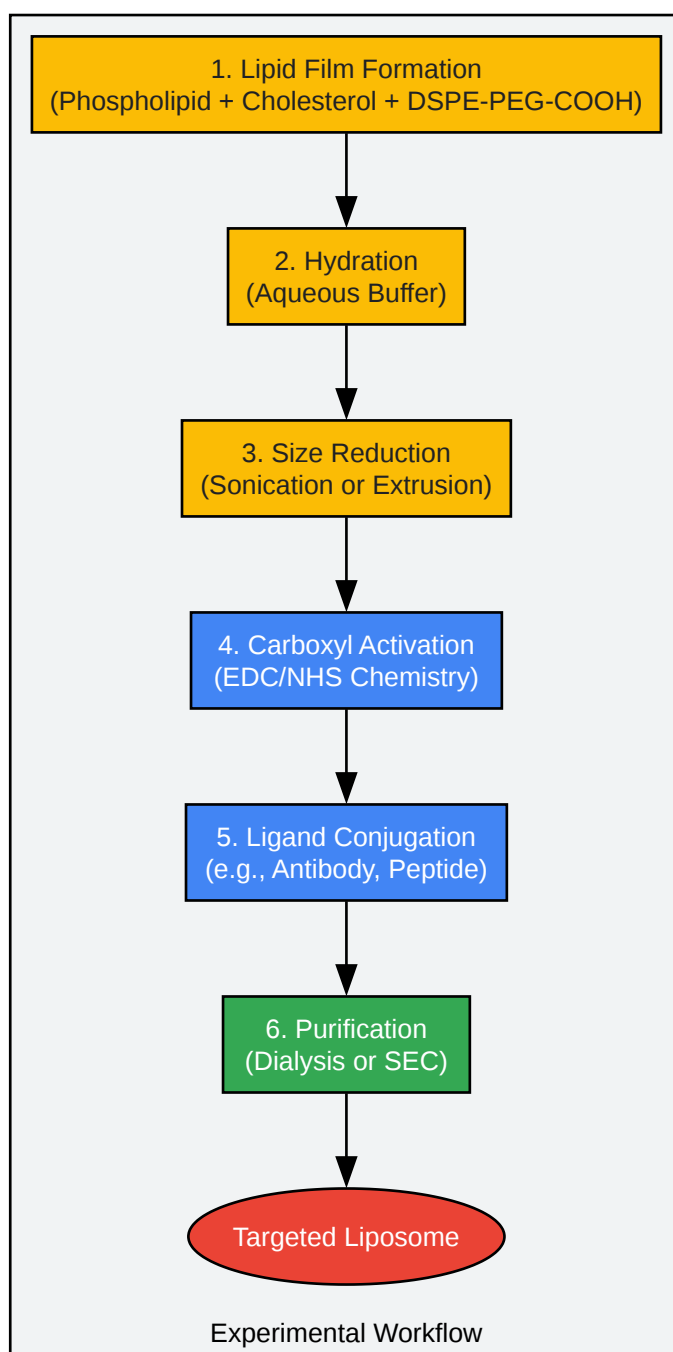 1. Lipid Film Formation
(Phospholipid + Cholesterol + DSPE-PEG-COOH)
2. Hydration
(Aqueous Buffer)
3. Size Reduction
(Sonication or Extrusion)
4. Carboxyl Activation
(EDC/NHS Chemistry)
5. Ligand Conjugation
(e.g., Antibody, Peptide)
6. Purification
(Dialysis or SEC)
Targeted Liposome
Experimental Workflow